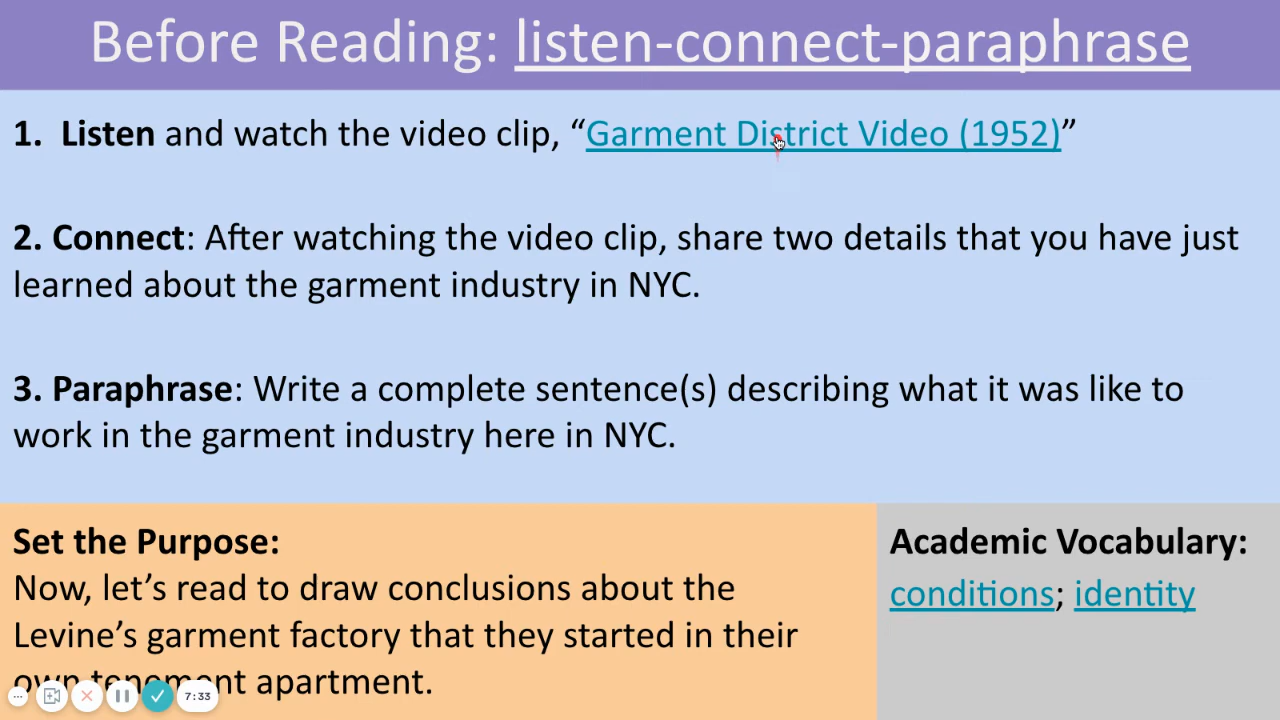 Before Reading: listen-connect-paraphrase
1. Listen and watch the video clip, “Garment District Video (1952)”
2. Connect: After watching the video clip, share two details that you have just
learned about the garment industry in NYC.
3. Paraphrase: Write a complete sentence(s) describing what it was like to
work in the garment industry here in NYC.
Set the Purpose:
Now, let’s read to draw conclusions about the
Levine’s garment factory that they started in their
own tenement apartment.
Academic Vocabulary:
conditions; identity
7:33